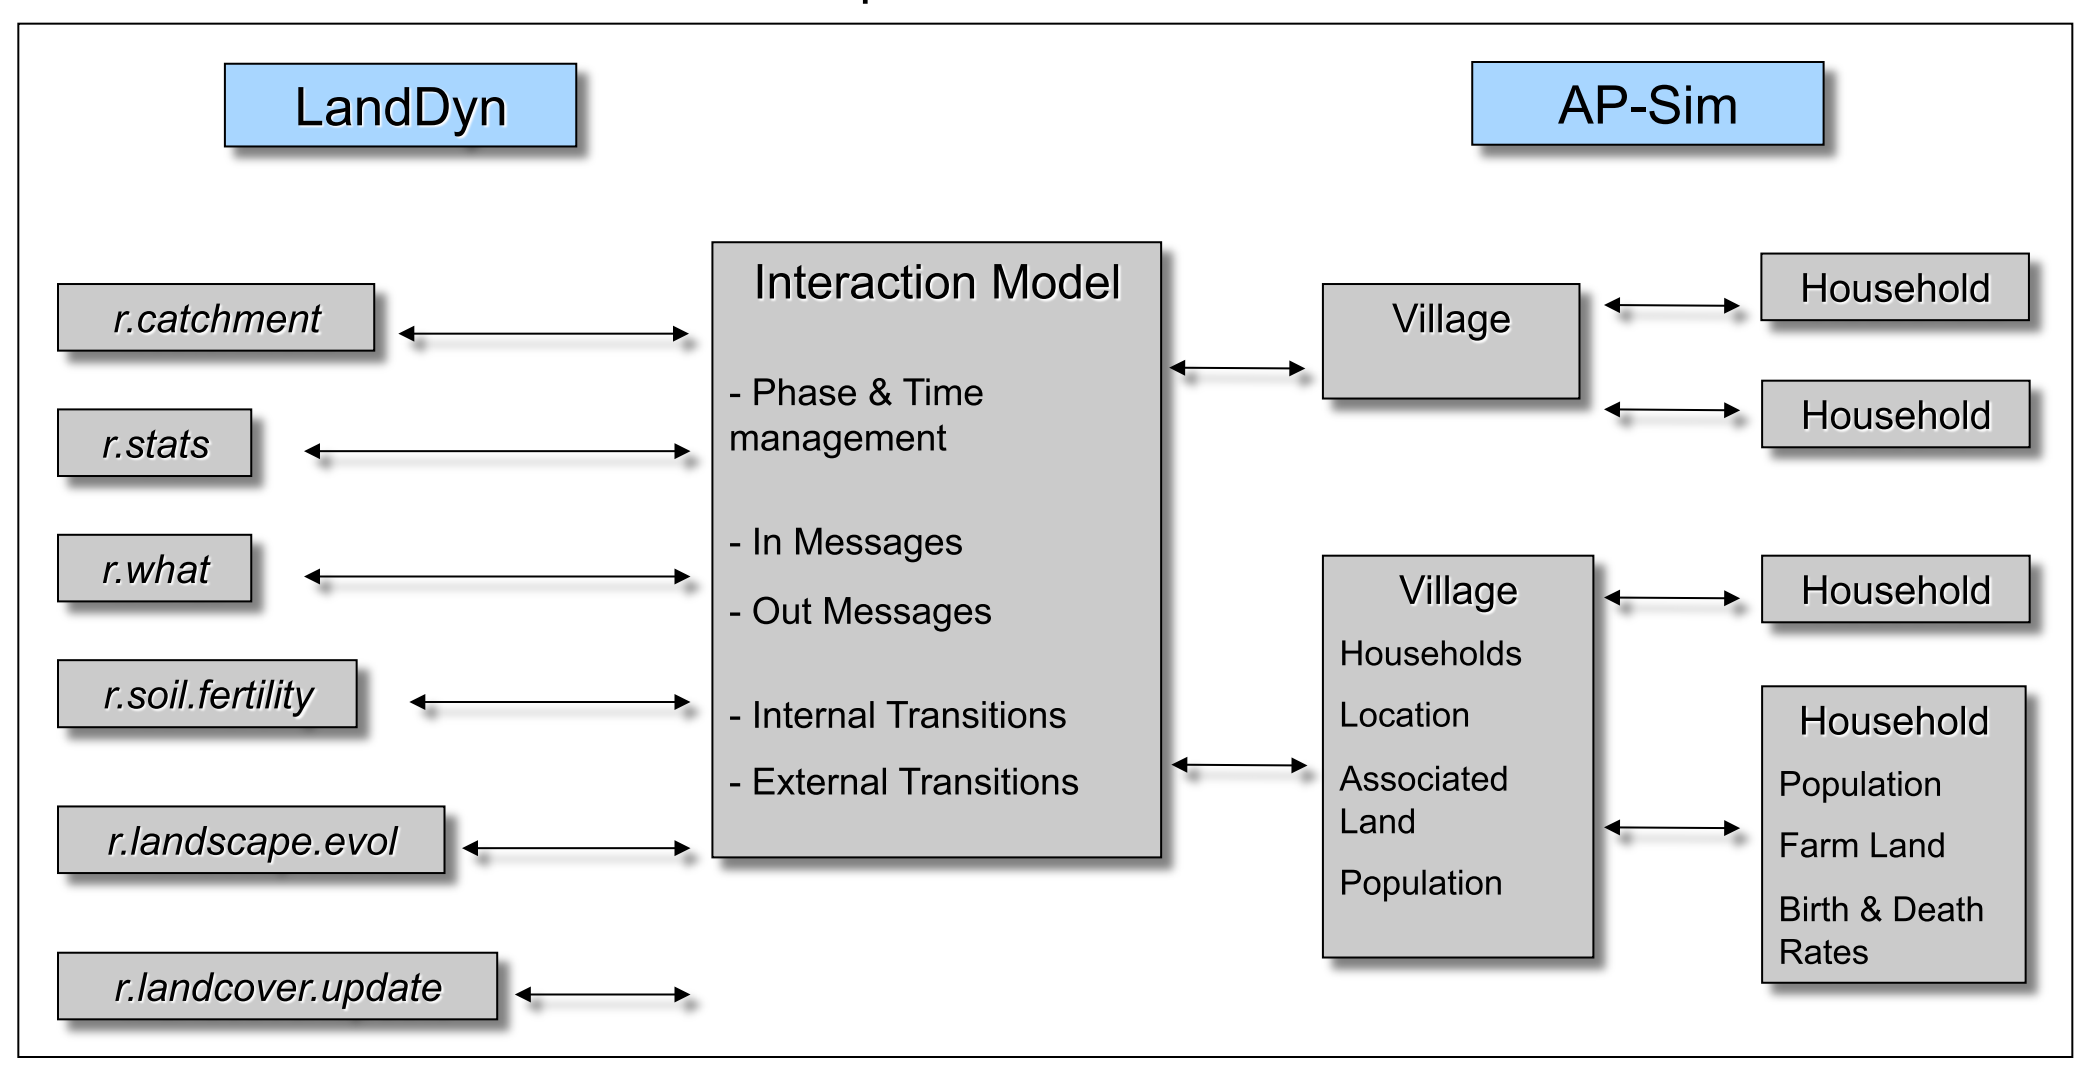 LandDyn
AP-Sim
r.catchment
r.stats
r.what
r.soil.fertility
r.landscape.evol
r.landcover.update
Interaction Model
- Phase & Time
management
- In Messages
- Out Messages
- Internal Transitions
- External Transitions
Village
Household
Household
Village
Households
Location
Associated
Land
Population
Household
Household
Population
Farm Land
Birth & Death
Rates